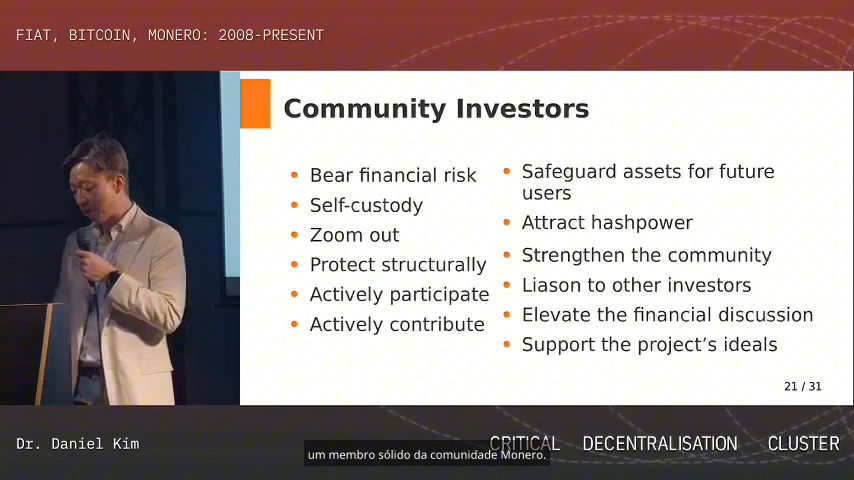 FIAT, BITCOIN, MONERO: 2008-PRESENT
Community Investors
Bear financial risk
Self-custody
Zoom out
Protect structurally
Actively participate
Actively contribute
Safeguard assets for future
users
Attract hashpower
Strengthen the community
Liason to other investors
Elevate the financial discussion
Support the project's ideals
21 / 31
Dr. Daniel Kim
CRITICAL DECENTRALISATION CLUSTER
um membro sólido da comunidade Monero.